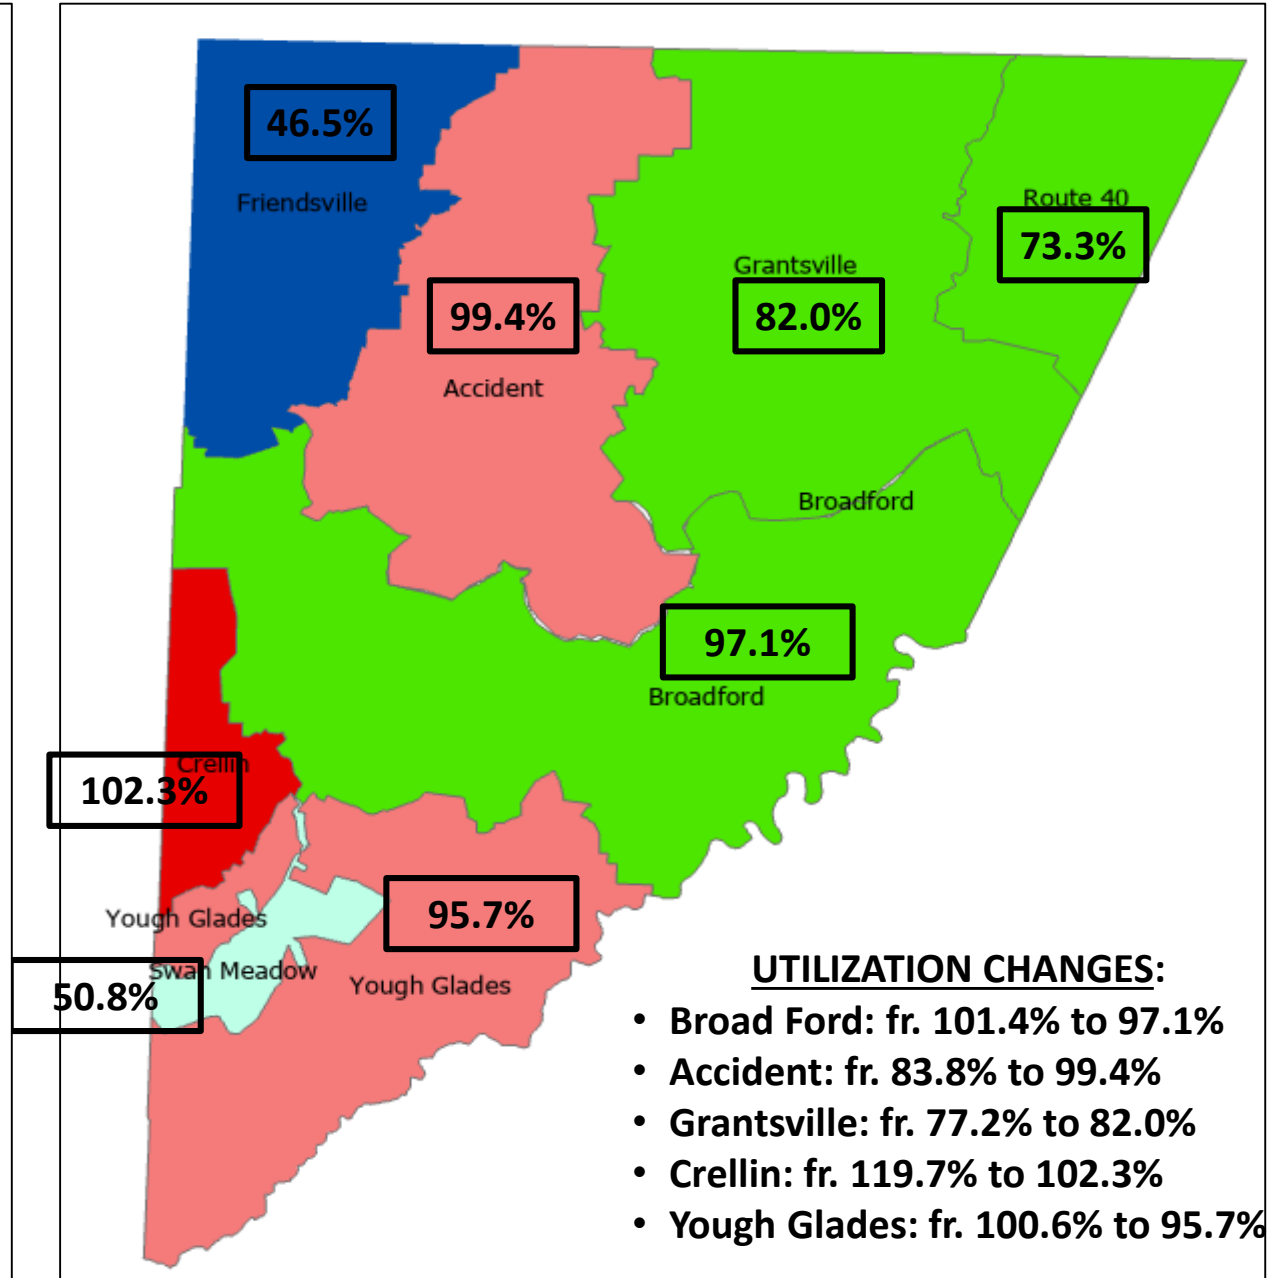 46.5%
Friendsville
Route 40
73.3%
Grantsville
82.0%
99.4%
Accident
Broadford
97.1%
Broadford
Crellin
102.3%
95.7%
Yough Glades
Swan Meadow
50.8%
Yough Glades
UTILIZATION CHANGES:
• Broad Ford: fr. 101.4% to 97.1%
• Accident: fr. 83.8% to 99.4%
• Grantsville: fr. 77.2% to 82.0%
• Crellin: fr. 119.7% to 102.3%
• Yough Glades: fr. 100.6% to 95.7%